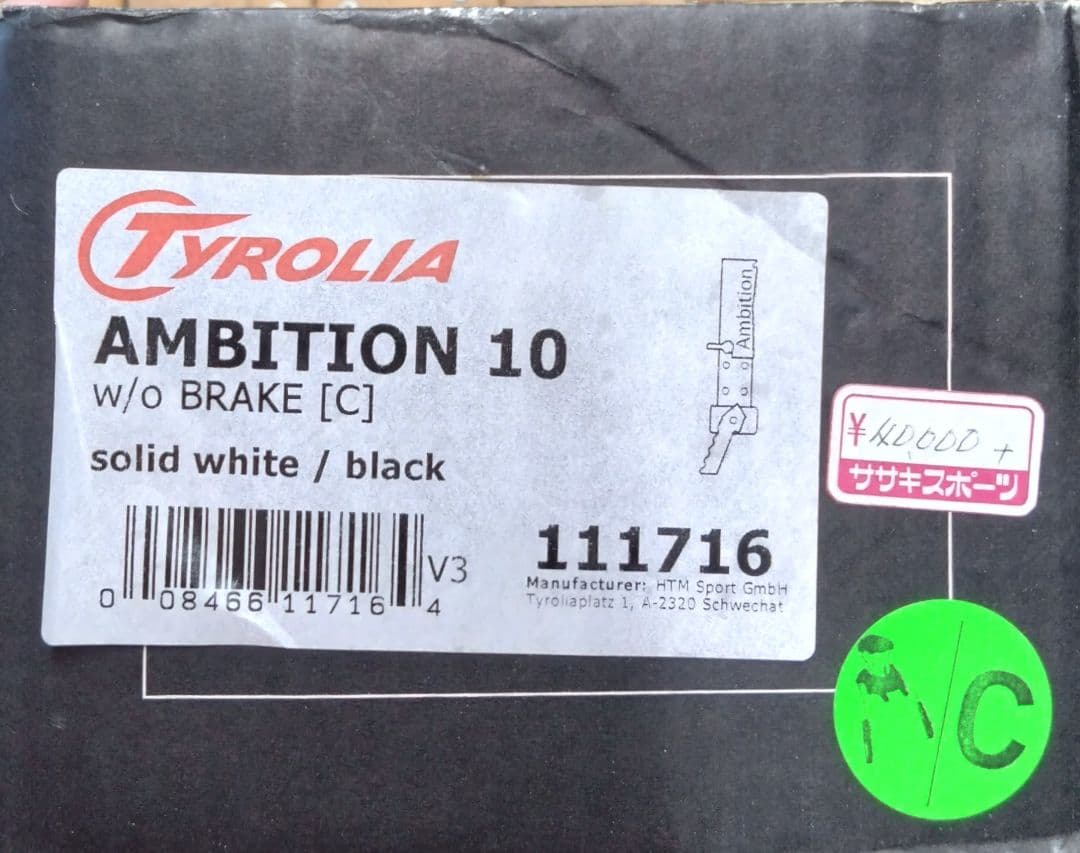 TYROLIA
AMBITION 10
w/o BRAKE [C]
solid white / black
Ambition
¥40,000+
ササキスポーツ
V3
0 08466 11716 4
111716
Manufacturer: HTM Sport GmbH
Tyroliaplatz 1, A-2320 Schwechat
/C